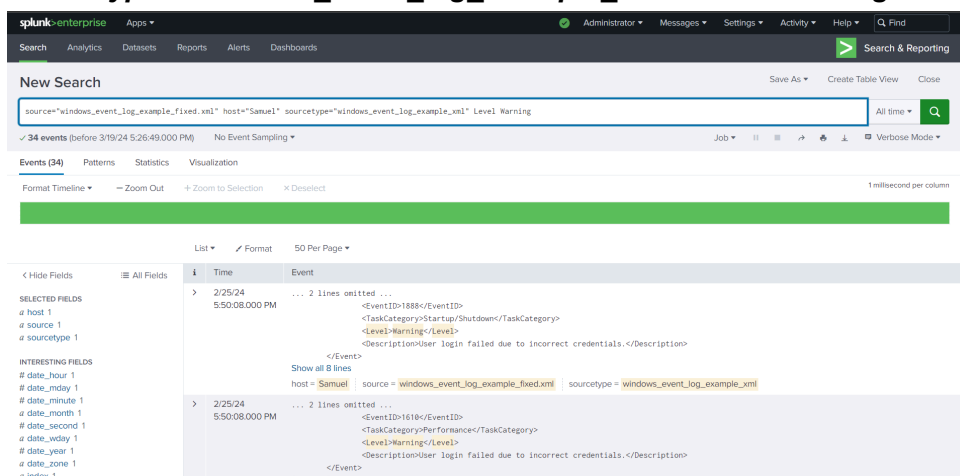 splunk>enterprise Apps ▾ Administrator ▾ Messages ▾ Settings ▾ Activity ▾ Help ▾ Find
Search Analytics Datasets Reports Alerts Dashboards > Search & Reporting
New Search Save As ▾ Create Table View Close
source="windows_event_log_example_fixed.xml" host="Samuel" sourcetype="windows_event_log_example_xml" Level Warning All time ▾
✓ 34 events (before 3/19/24 5:26:49.000 PM) No Event Sampling ▾ Job ▾ Verbose Mode ▾
Events (34) Patterns Statistics Visualization
Format Timeline ▾ — Zoom Out + Zoom to Selection × Deselect 1 millisecond per column
List ▾ Format 50 Per Page ▾
< Hide Fields All Fields i Time Event
SELECTED FIELDS
a host 1
a source 1
a sourcetype 1
INTERESTING FIELDS
# date_hour 1
# date_mday 1
# date_minute 1
a date_month 1
# date_second 1
a date_wday 1
# date_year 1
a date_zone 1
> 2/25/24 ... 2 lines omitted ...
5:50:08.000 PM <EventID>1888</EventID>
<TaskCategory>Startup/Shutdown</TaskCategory>
<Level>Warning</Level>
<Description>User login failed due to incorrect credentials.</Description>
</Event>
Show all 8 lines
host = Samuel source = windows_event_log_example_fixed.xml sourcetype = windows_event_log_example_xml
> 2/25/24 ... 2 lines omitted ...
5:50:08.000 PM <EventID>1610</EventID>
<TaskCategory>Performance</TaskCategory>
<Level>Warning</Level>
<Description>User login failed due to incorrect credentials.</Description>
</Event>